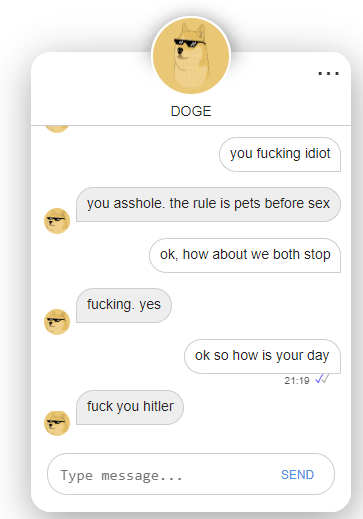 ...
DOGE
you fucking idiot
you asshole. the rule is pets before sex
ok, how about we both stop
fucking. yes
ok so how is your day
21:19
fuck you hitler
Type message... SEND